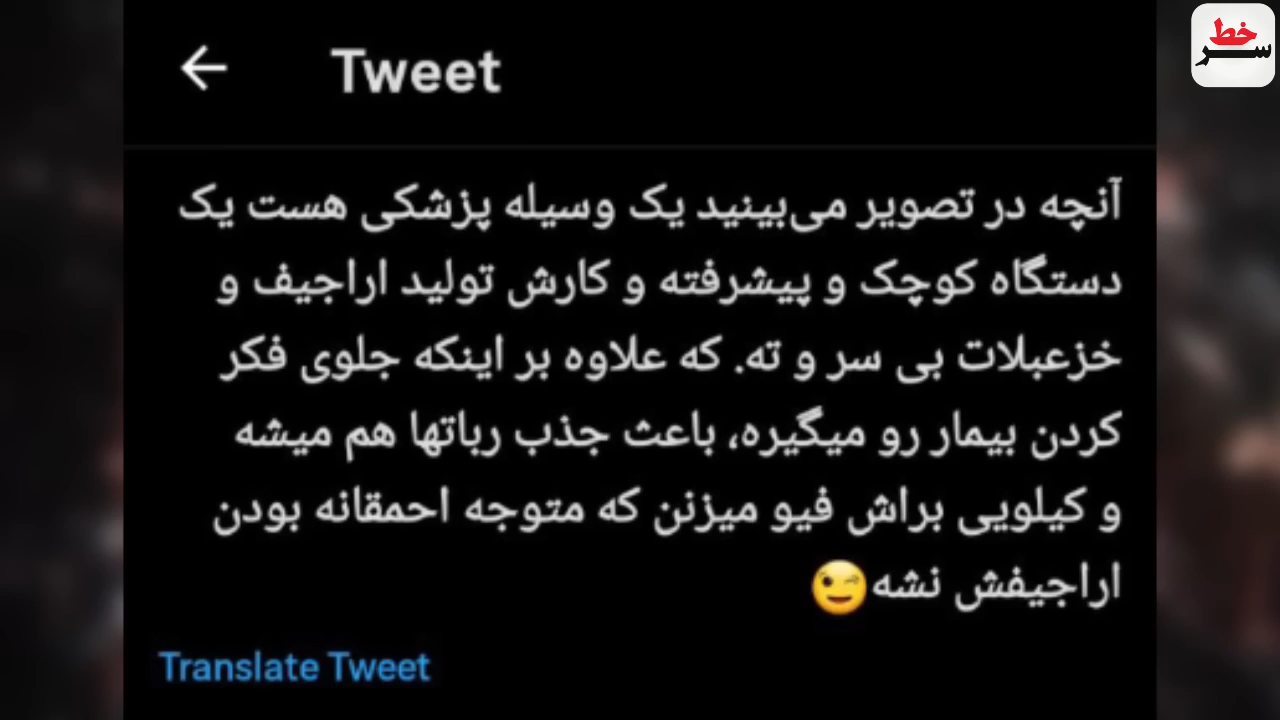 خط
سر
Tweet
آنچه در تصویر می‌بینید یک وسیله پزشکی هست یک
دستگاه کوچک و پیشرفته و کارش تولید اراجیف و
خزعبلات بی سر و ته. که علاوه بر اینکه جلوی فکر
کردن بیمار رو میگیره، باعث جذب رباتها هم میشه
و کیلویی براش فیو میزنن که متوجه احمقانه بودن
اراجیفش نشه😉
Translate Tweet